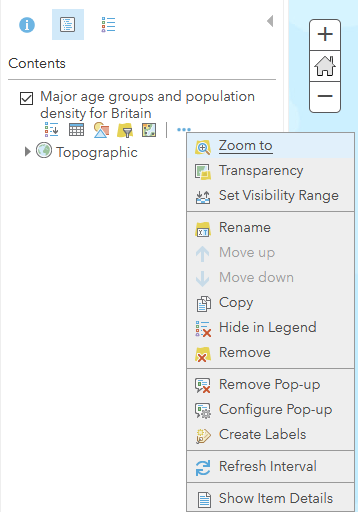 Contents
Major age groups and population
density for Britain
Topographic
Zoom to
Transparency
Set Visibility Range
Rename
Move up
Move down
Copy
Hide in Legend
Remove
Remove Pop-up
Configure Pop-up
Create Labels
Refresh Interval
Show Item Details